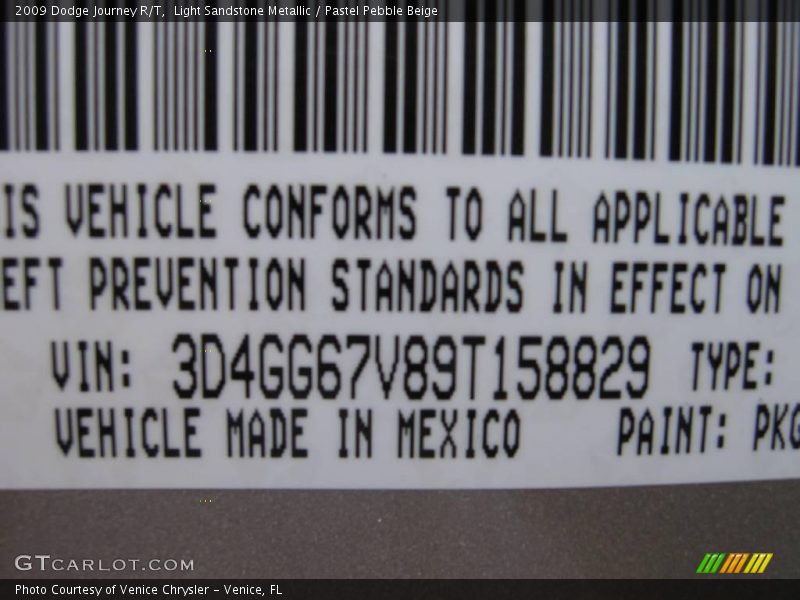 2009 Dodge Journey R/T,  Light Sandstone Metallic / Pastel Pebble Beige
IS VEHICLE CONFORMS TO ALL APPLICABLE
EFT PREVENTION STANDARDS IN EFFECT ON
VIN: 3D4GG67V89T158829 TYPE:
VEHICLE MADE IN MEXICO PAINT: PKG
GTCARLOT.COM
Photo Courtesy of Venice Chrysler - Venice, FL